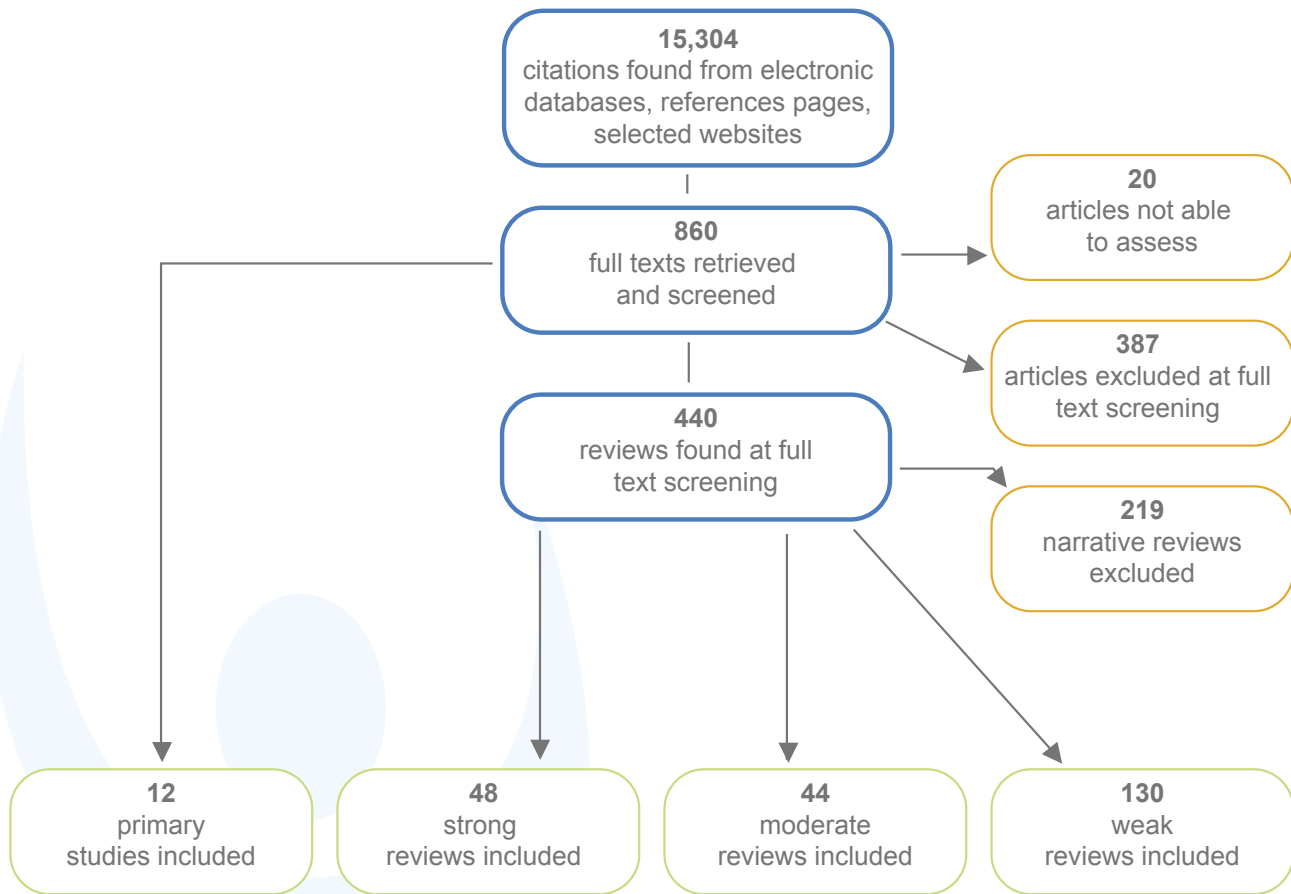 15,304
citations found from electronic
databases, references pages,
selected websites
20
articles not able
to assess
860
full texts retrieved
and screened
387
articles excluded at full
text screening
440
reviews found at full
text screening
219
narrative reviews
excluded
12
primary
studies included
48
strong
reviews included
44
moderate
reviews included
130
weak
reviews included